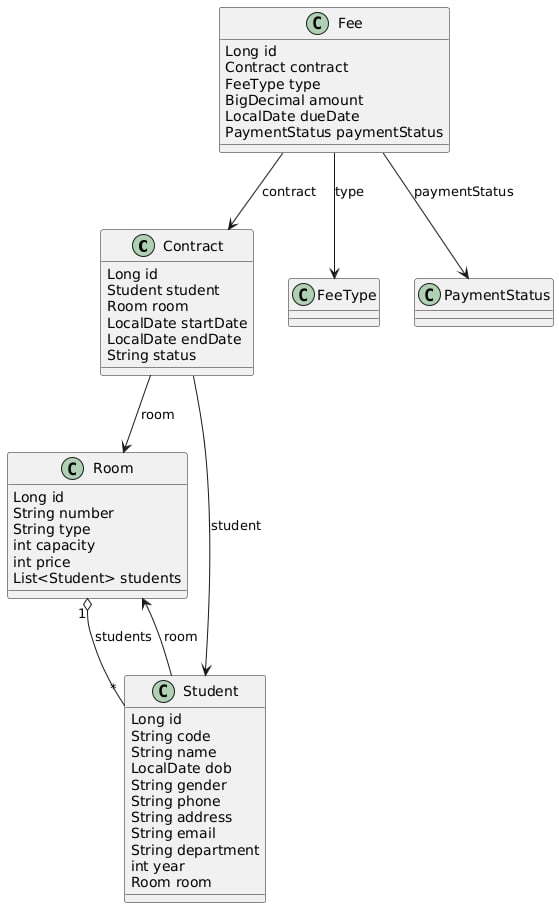 C Fee
Long id
Contract contract
FeeType type
BigDecimal amount
LocalDate dueDate
PaymentStatus paymentStatus
contract
type
paymentStatus
C Contract
Long id
Student student
Room room
LocalDate startDate
LocalDate endDate
String status
C FeeType
C PaymentStatus
room
student
C Room
Long id
String number
String type
int capacity
int price
List<Student> students
1
students
room
*
C Student
Long id
String code
String name
LocalDate dob
String gender
String phone
String address
String email
String department
int year
Room room